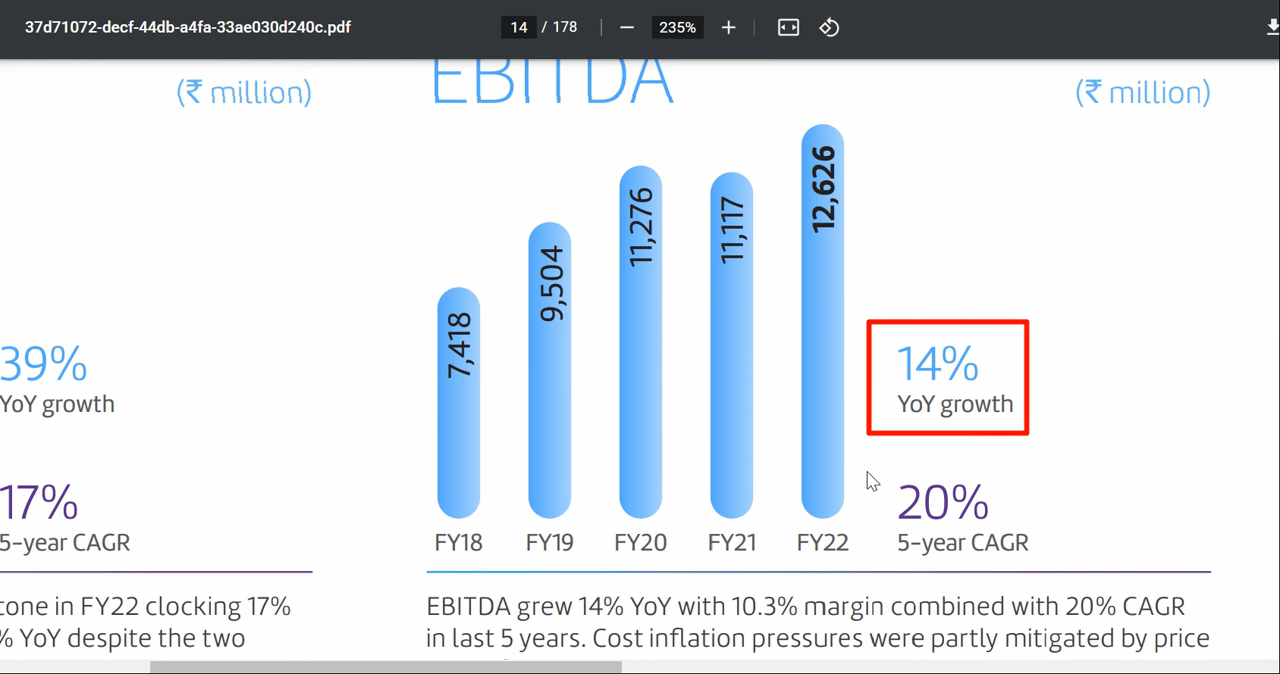 37d71072-decf-44db-a4fa-33ae030d240c.pdf
14 / 178
235%
(₹ million)
EBITDA
(₹ million)
7,418
9,504
11,276
11,117
12,626
39%
YoY growth
14%
YoY growth
17%
5-year CAGR
20%
5-year CAGR
FY18 FY19 FY20 FY21 FY22
in FY22 clocking 17%
YoY despite the two
EBITDA grew 14% YoY with 10.3% margin combined with 20% CAGR
in last 5 years. Cost inflation pressures were partly mitigated by price